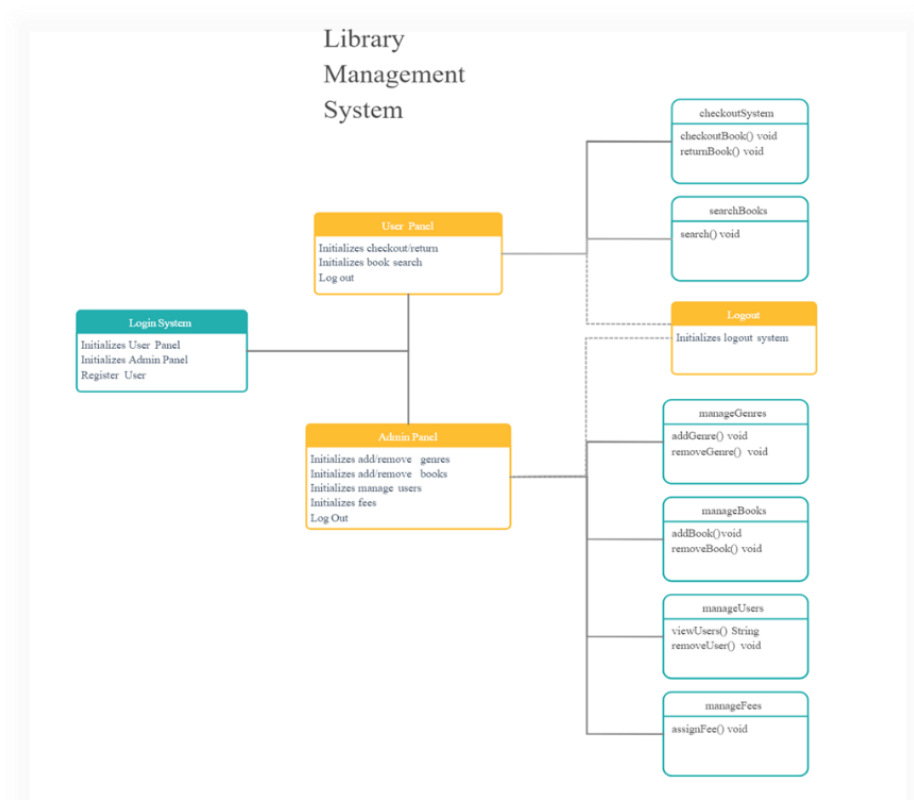 Library
Management
System
checkoutSystem
checkoutBook() void
returnBook() void
searchBooks
search() void
User Panel
Initializes checkout/return
Initializes book search
Log out
Login System
Initializes User Panel
Initializes Admin Panel
Register User
Logout
Initializes logout system
Admin Panel
Initializes add/remove genres
Initializes add/remove books
Initializes manage users
Initializes fees
Log Out
manageGenres
addGenre() void
removeGenre() void
manageBooks
addBook()void
removeBook() void
manageUsers
viewUsers() String
removeUser() void
manageFees
assignFee() void